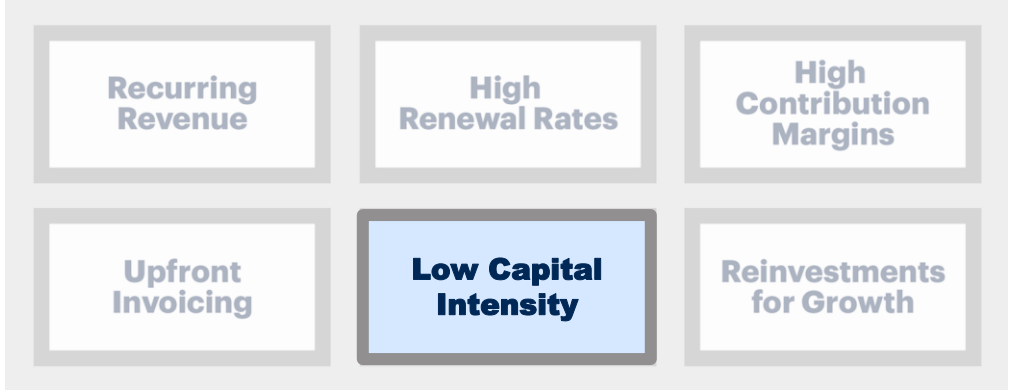 Recurring
Revenue
High
Renewal Rates
High
Contribution
Margins
Upfront
Invoicing
Low Capital
Intensity
Reinvestments
for Growth